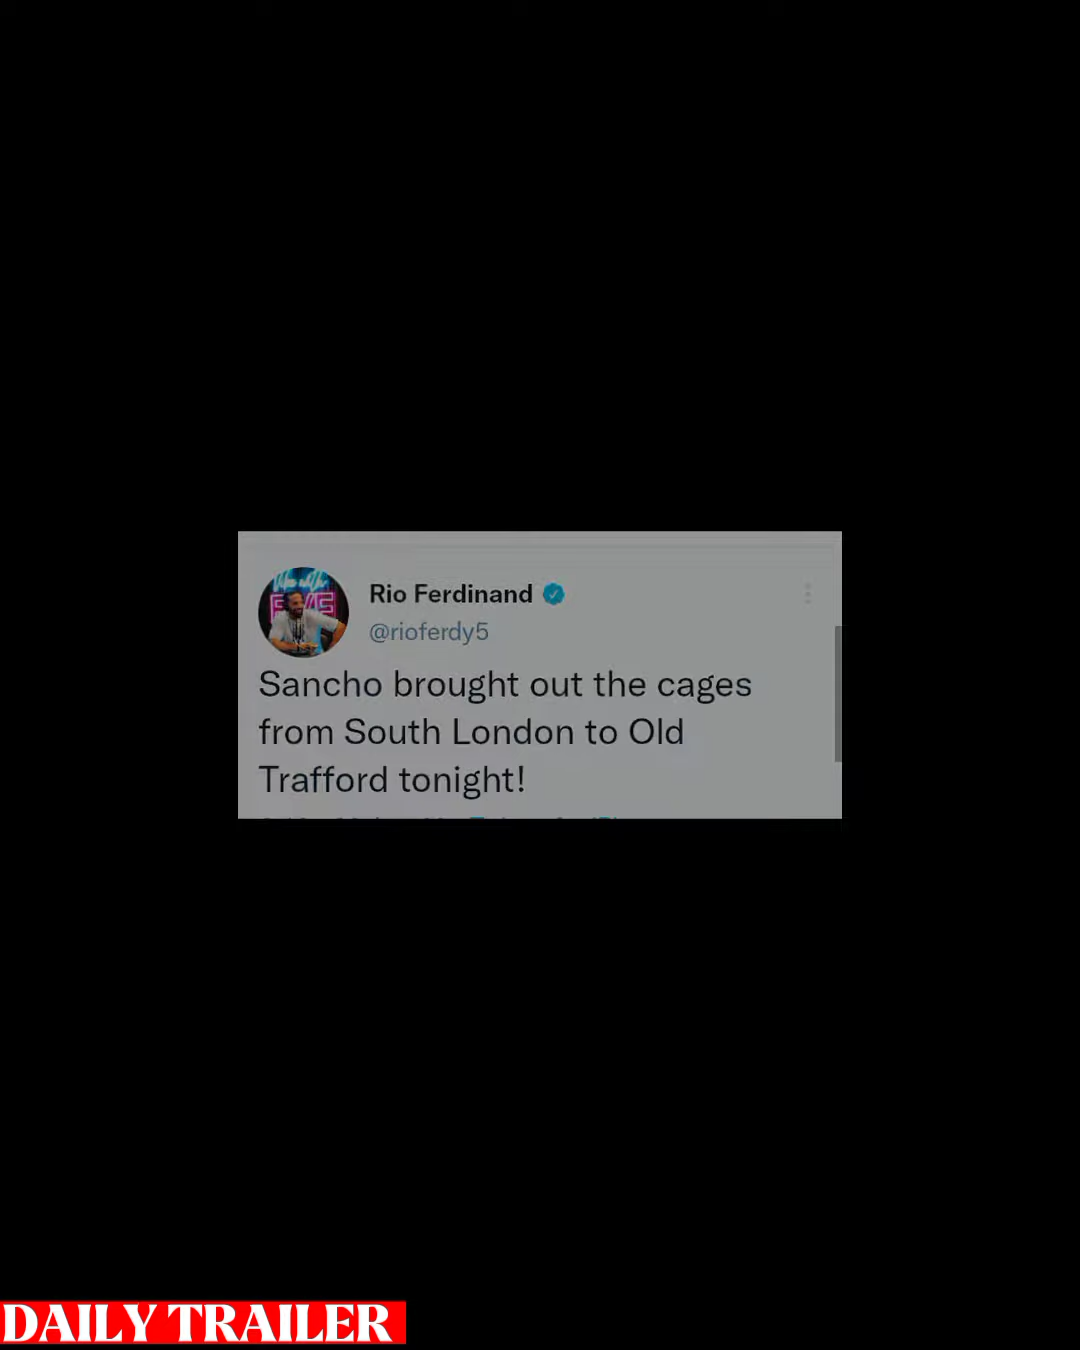 Rio Ferdinand
@rioferdy5
Sancho brought out the cages
from South London to Old
Trafford tonight!
DAILY TRAILER